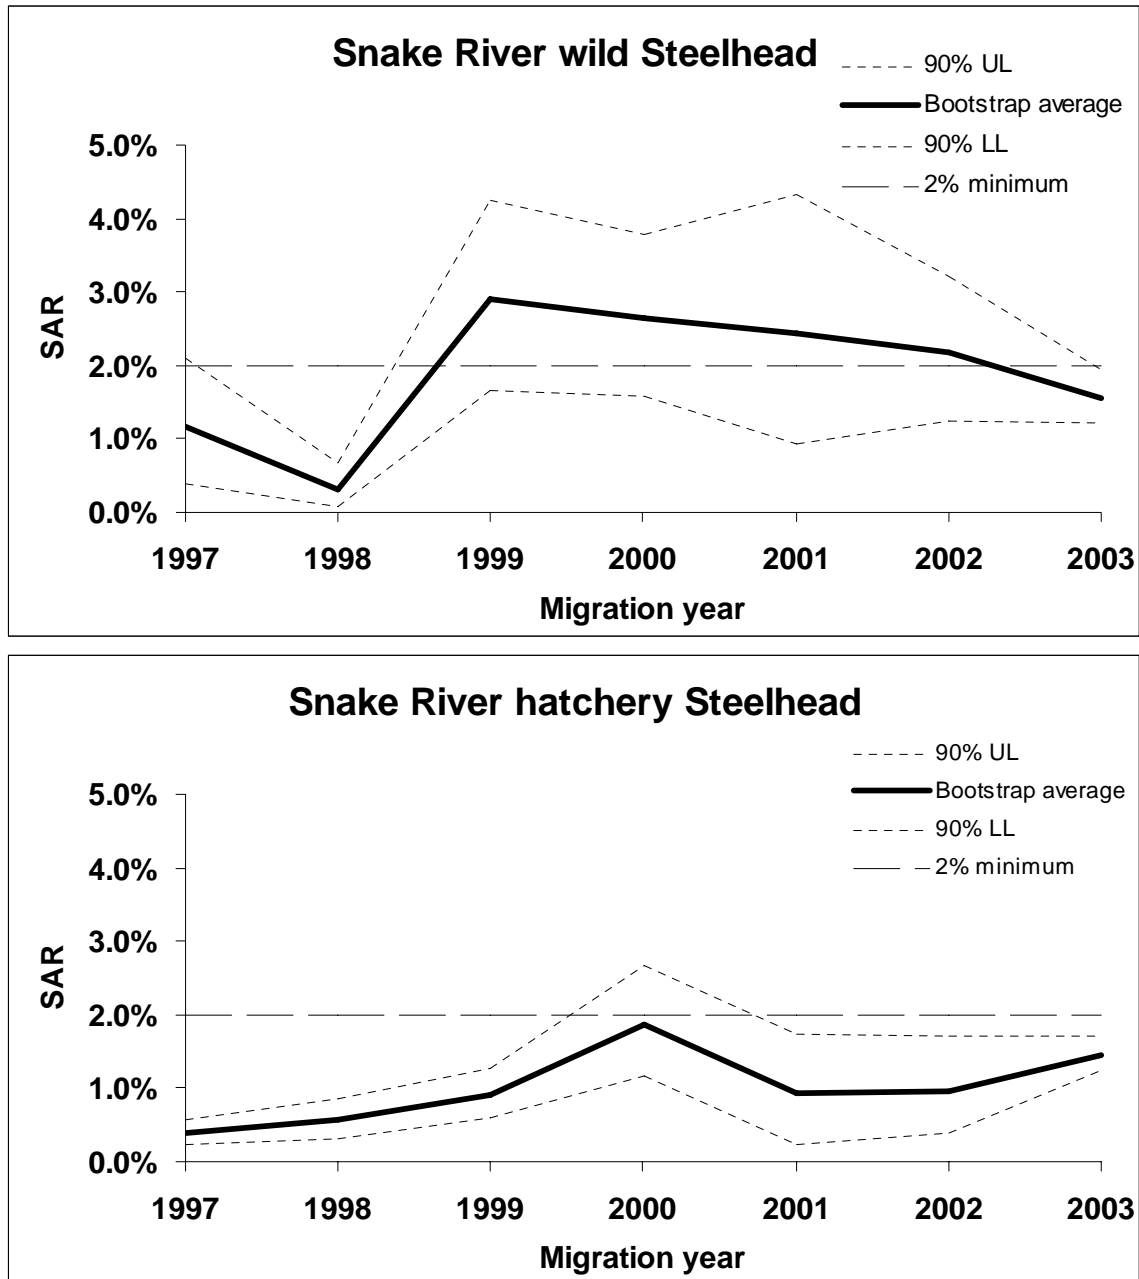 Snake River wild Steelhead
90% UL
Bootstrap average
90% LL
2% minimum
5.0%
4.0%
3.0%
2.0%
1.0%
0.0%
SAR
1997 1998 1999 2000 2001 2002 2003
Migration year
Snake River hatchery Steelhead
90% UL
Bootstrap average
90% LL
2% minimum
5.0%
4.0%
3.0%
2.0%
1.0%
0.0%
SAR
1997 1998 1999 2000 2001 2002 2003
Migration year